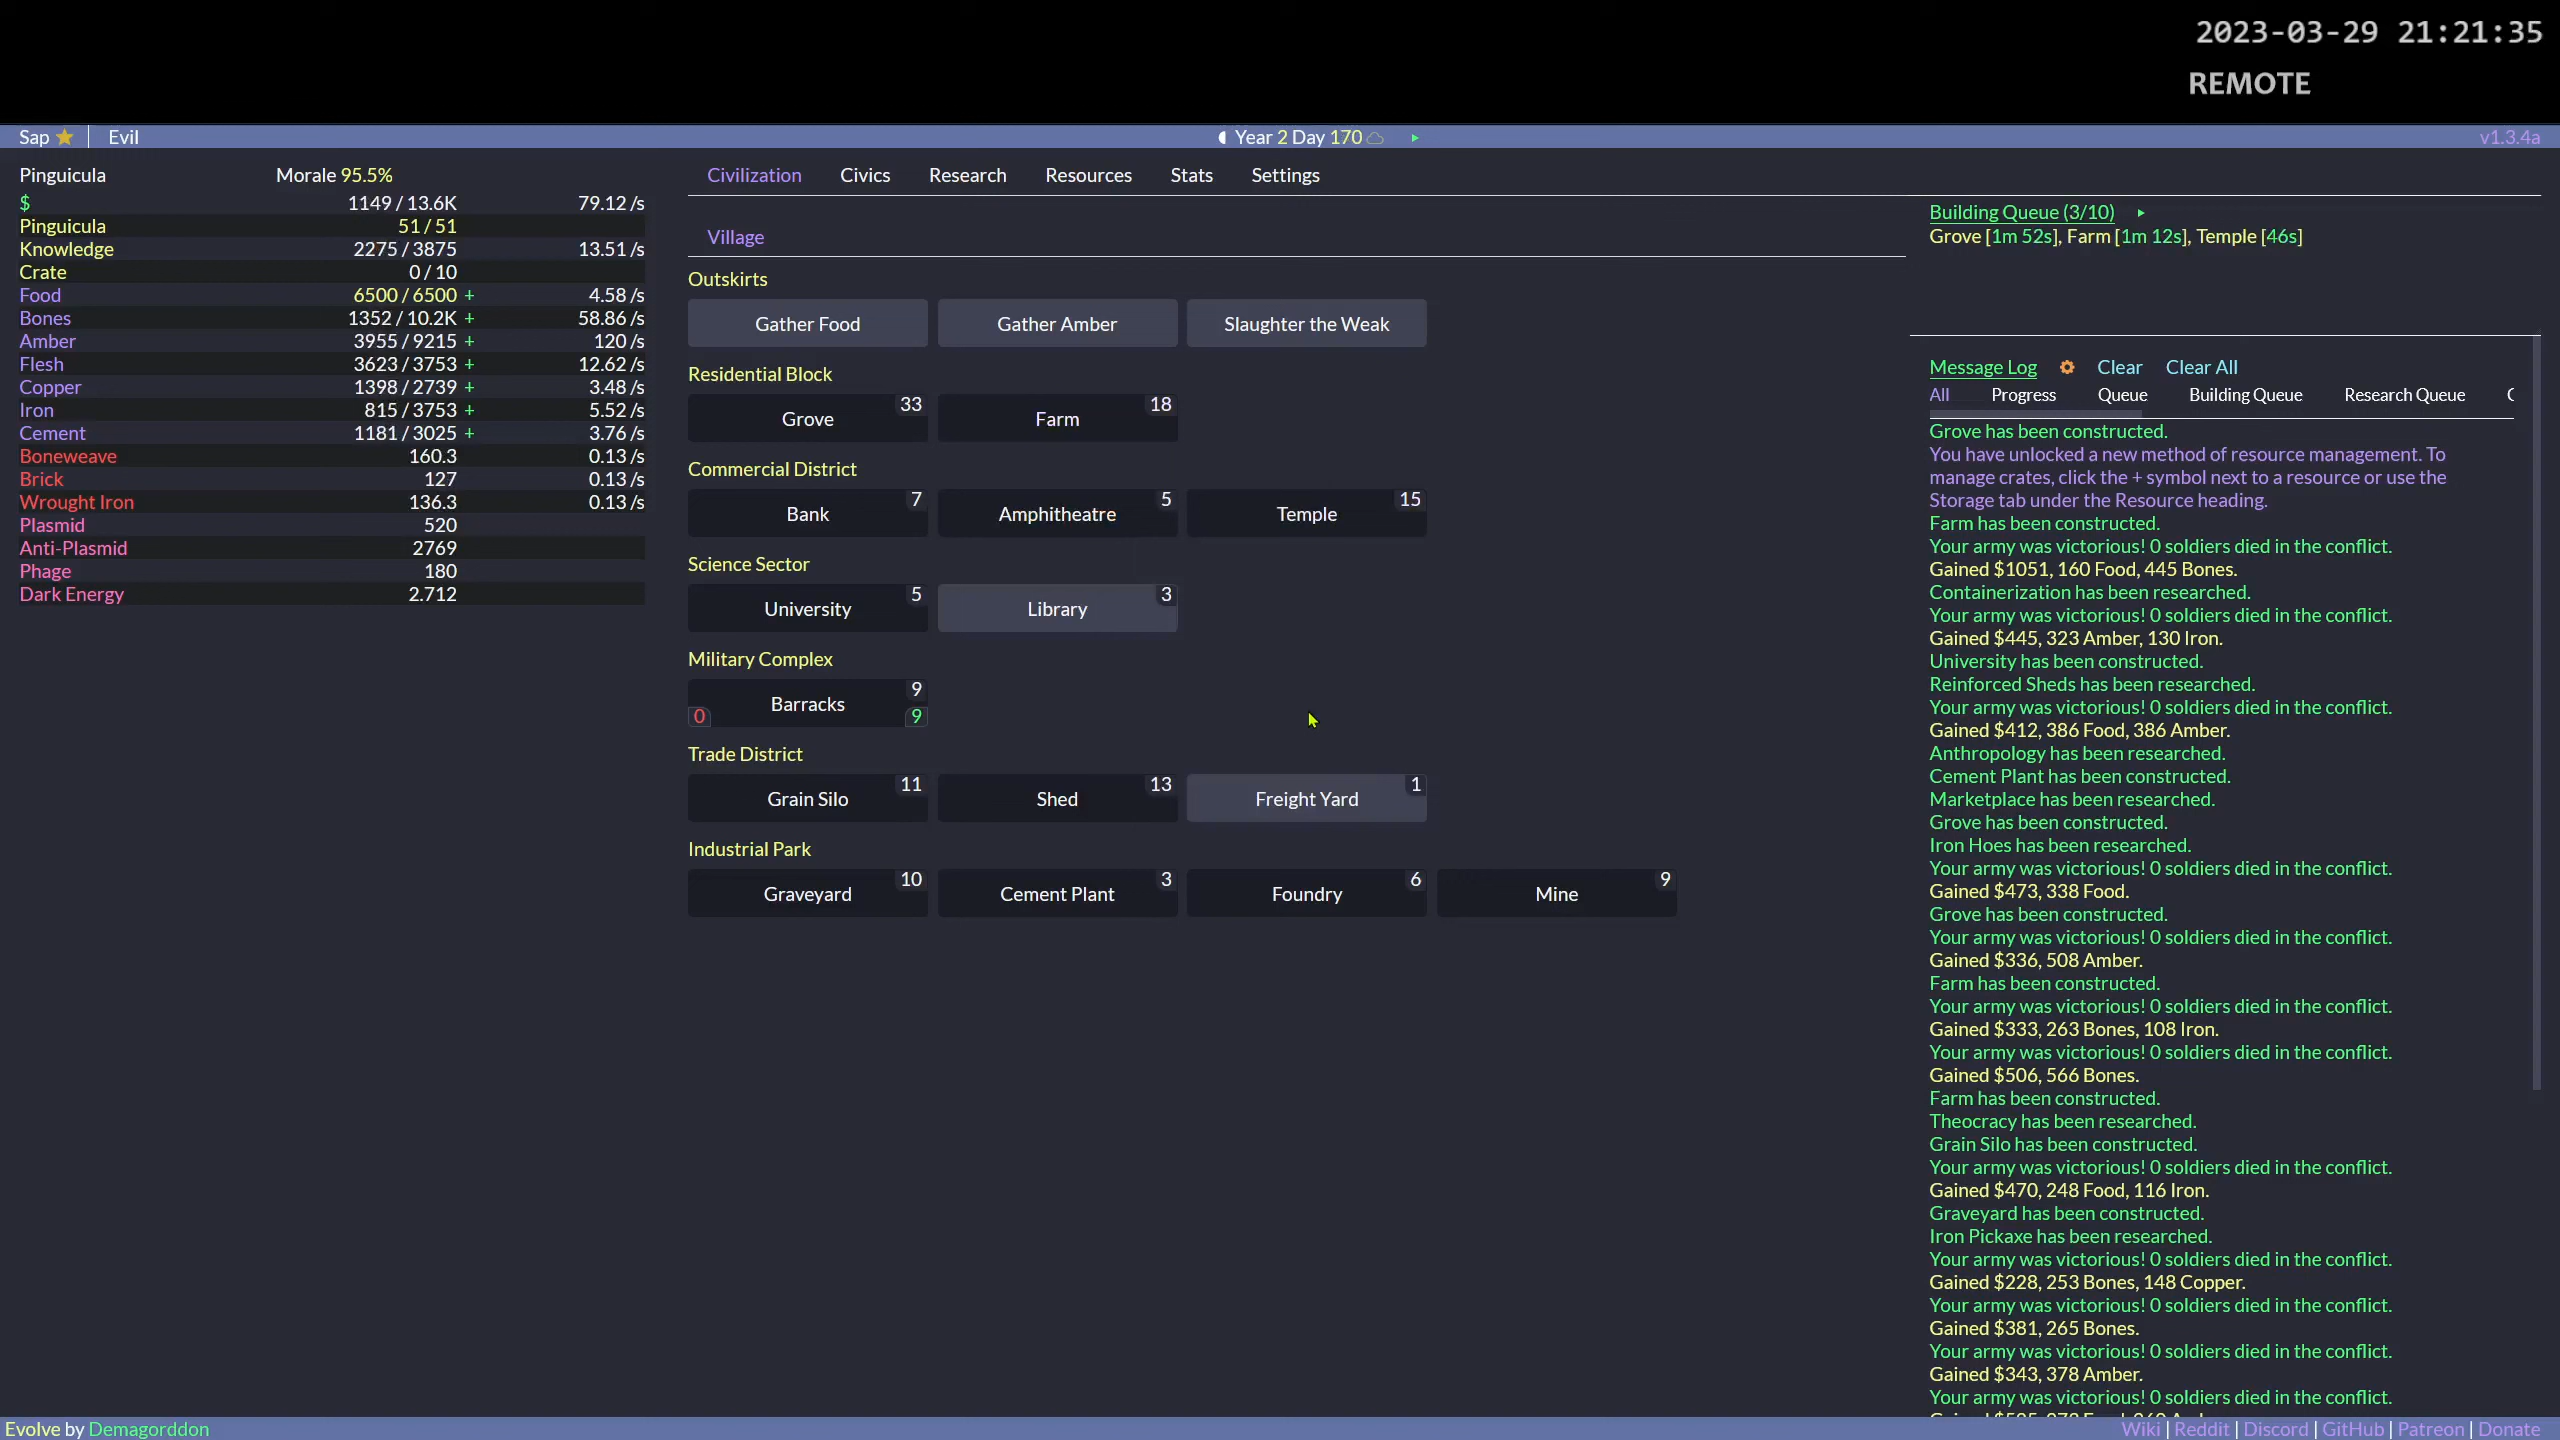 2023-03-29 21:21:35
REMOTE
Sap Evil Year 2 Day 170 v1.3.4a
Pinguicula Morale 95.5%
$ 1149 / 13.6K 79.12 /s
Pinguicula 51 / 51
Knowledge 2275 / 3875 13.51 /s
Crate 0 / 10
Food 6500 / 6500 + 4.58 /s
Bones 1352 / 10.2K + 58.86 /s
Amber 3955 / 9215 + 120 /s
Flesh 3623 / 3753 + 12.62 /s
Copper 1398 / 2739 + 3.48 /s
Iron 815 / 3753 + 5.52 /s
Cement 1181 / 3025 + 3.76 /s
Boneweave 160.3 0.13 /s
Brick 127 0.13 /s
Wrought Iron 136.3 0.13 /s
Plasmid 520
Anti-Plasmid 2769
Phage 180
Dark Energy 2.712
Civilization Civics Research Resources Stats Settings
Village
Outskirts
Gather Food Gather Amber Slaughter the Weak
Residential Block
Grove 33 Farm 18
Commercial District
Bank 7 Amphitheatre 5 Temple 15
Science Sector
University 5 Library 3
Military Complex
Barracks 9
0 9
Trade District
Grain Silo 11 Shed 13 Freight Yard 1
Industrial Park
Graveyard 10 Cement Plant 3 Foundry 6 Mine 9
Building Queue (3/10)
Grove [1m 52s], Farm [1m 12s], Temple [46s]
Message Log Clear Clear All
All Progress Queue Building Queue Research Queue
Grove has been constructed.
You have unlocked a new method of resource management. To
manage crates, click the + symbol next to a resource or use the
Storage tab under the Resource heading.
Farm has been constructed.
Your army was victorious! 0 soldiers died in the conflict.
Gained $1051, 160 Food, 445 Bones.
Containerization has been researched.
Your army was victorious! 0 soldiers died in the conflict.
Gained $445, 323 Amber, 130 Iron.
University has been constructed.
Reinforced Sheds has been researched.
Your army was victorious! 0 soldiers died in the conflict.
Gained $412, 386 Food, 386 Amber.
Anthropology has been researched.
Cement Plant has been constructed.
Marketplace has been researched.
Grove has been constructed.
Iron Hoes has been researched.
Your army was victorious! 0 soldiers died in the conflict.
Gained $473, 338 Food.
Grove has been constructed.
Your army was victorious! 0 soldiers died in the conflict.
Gained $336, 508 Amber.
Farm has been constructed.
Your army was victorious! 0 soldiers died in the conflict.
Gained $333, 263 Bones, 108 Iron.
Your army was victorious! 0 soldiers died in the conflict.
Gained $506, 566 Bones.
Farm has been constructed.
Theocracy has been researched.
Grain Silo has been constructed.
Your army was victorious! 0 soldiers died in the conflict.
Gained $470, 248 Food, 116 Iron.
Graveyard has been constructed.
Iron Pickaxe has been researched.
Your army was victorious! 0 soldiers died in the conflict.
Gained $228, 253 Bones, 148 Copper.
Your army was victorious! 0 soldiers died in the conflict.
Gained $381, 265 Bones.
Your army was victorious! 0 soldiers died in the conflict.
Gained $343, 378 Amber.
Your army was victorious! 0 soldiers died in the conflict.
Evolve by Demagorddon Wiki | Reddit | Discord | GitHub | Patreon | Donate